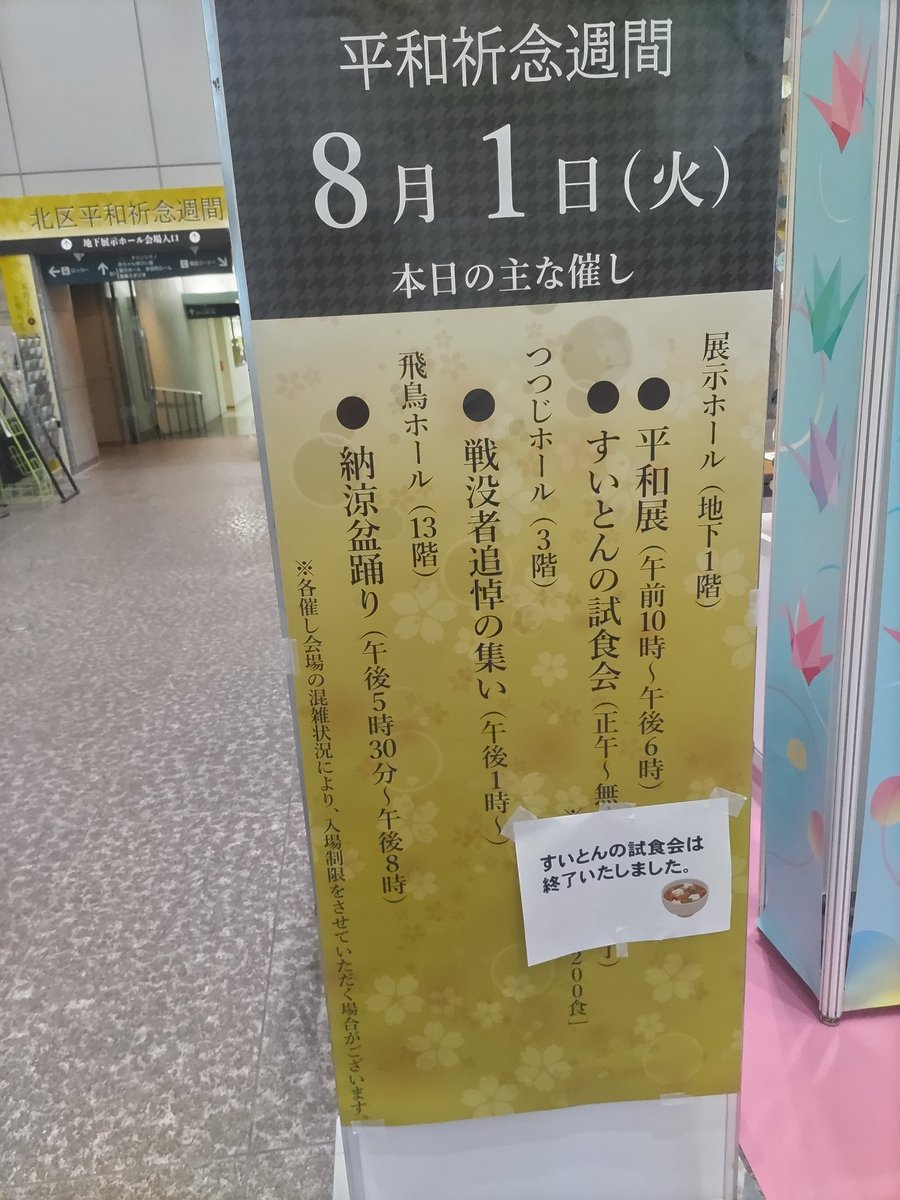 平和祈念週間
8月1日(火)
本日の主な催し
展示ホール(地下1階)
● 平和展(午前10時〜午後6時)
● すいとんの試食会(正午〜無
200食]
つつじホール(3階)
● 戦没者追悼の集い(午後1時〜)
飛鳥ホール(13階)
● 納涼盆踊り(午後5時30分〜午後8時)
※各催し会場の混雑状況により、入場制限をさせていただく場合がございます。
すいとんの試食会は
終了いたしました。
北区平和祈念週間
地下展示ホール会場入口